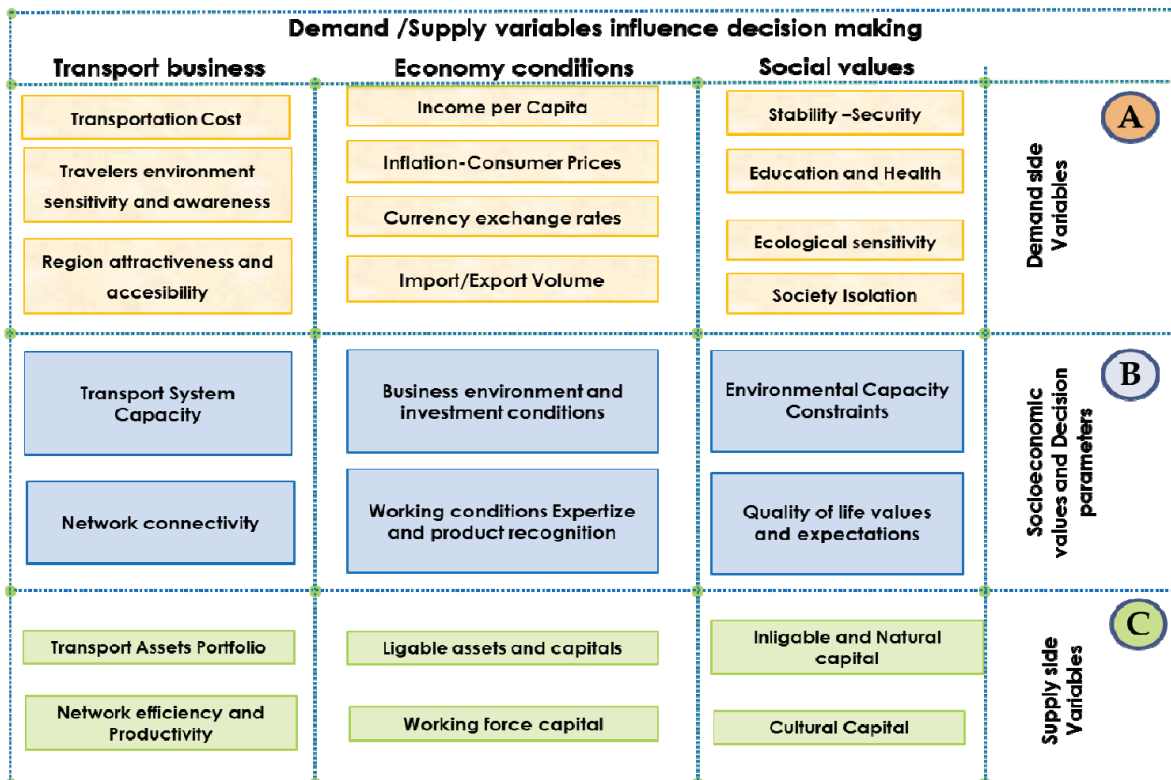 Demand /Supply variables influence decision making
Transport business
Economy conditions
Social values
Transportation Cost
Travelers environment
sensitivity and awareness
Region attractiveness and
accesibility
Income per Capita
Inflation-Consumer Prices
Currency exchange rates
Import/Export Volume
Stability –Security
Education and Health
Ecological sensitivity
Society Isolation
A
Demand side
Variables
Transport System
Capacity
Network connectivity
Business environment and
investment conditions
Working conditions Expertize
and product recognition
Environmental Capacity
Constraints
Quality of life values
and expectations
B
Socioeconomic
values and Decision
parameters
Transport Assets Portfolio
Network efficiency and
Productivity
Ligable assets and capitals
Working force capital
Inligable and Natural
capital
Cultural Capital
C
Supply side
Variables